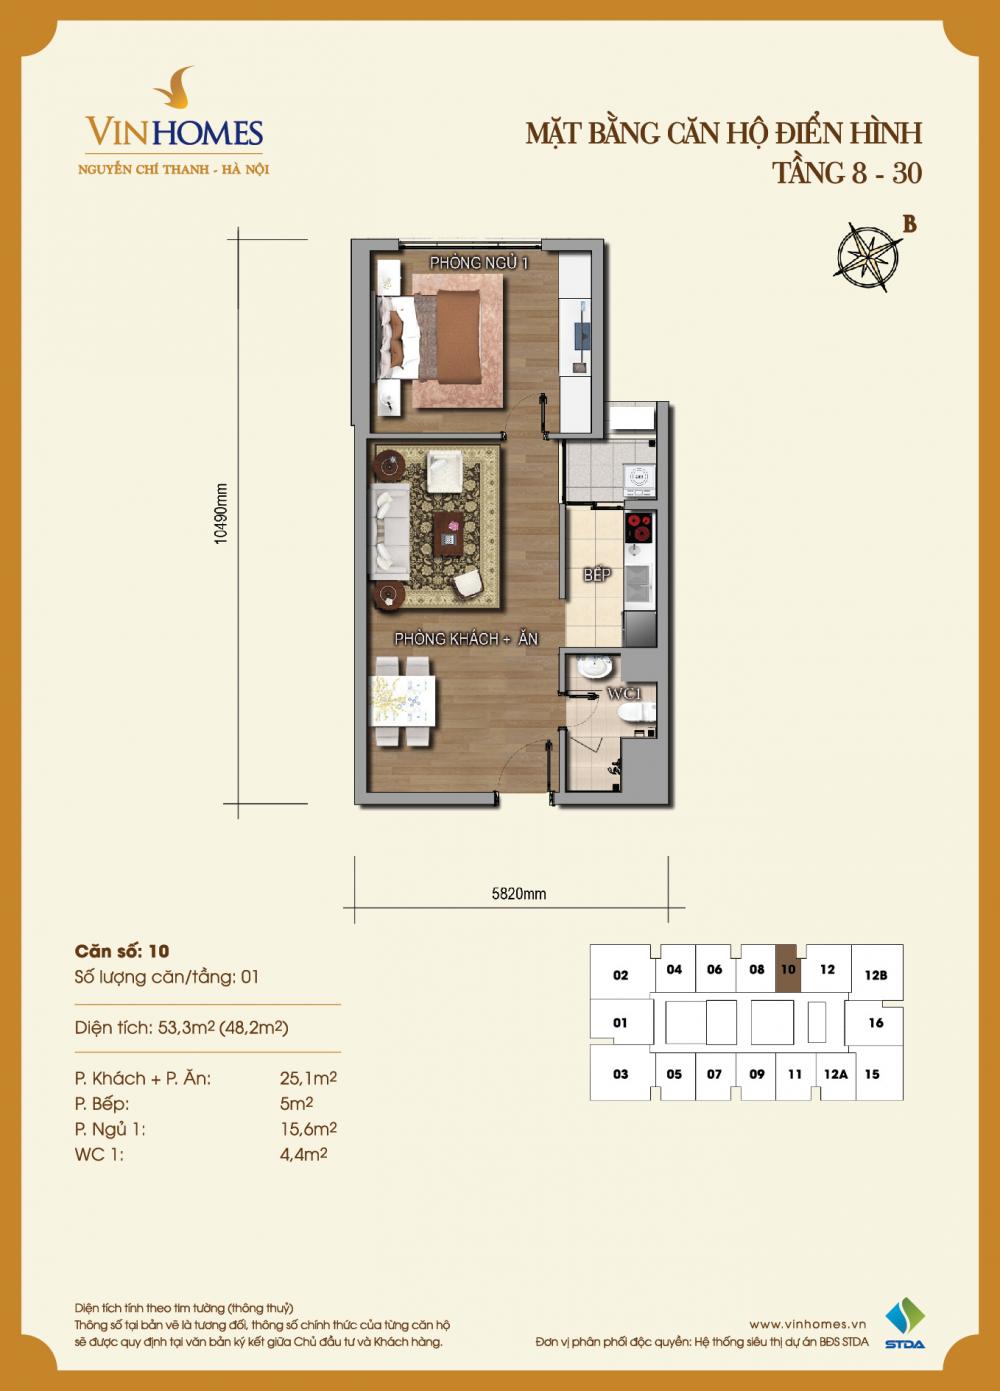 VINHOMES
NGUYỄN CHÍ THANH - HÀ NỘI
MẶT BẰNG CĂN HỘ ĐIỂN HÌNH
TẦNG 8 - 30
B
PHÒNG NGỦ 1
10490mm
BẾP
PHÒNG KHÁCH + ĂN
WC1
5820mm
Căn số: 10
Số lượng căn/tầng: 01
Diện tích: 53,3m2 (48,2m2)
P. Khách + P. Ăn: 25,1m2
P. Bếp: 5m2
P. Ngủ 1: 15,6m2
WC 1: 4,4m2
02 04 06 08 10 12 12B
01 16
03 05 07 09 11 12A 15
Diện tích tính theo tim tường (thông thuỷ)
Thông số tại bản vẽ là tương đối, thông số chính thức của từng căn hộ
sẽ được quy định tại văn bản ký kết giữa Chủ đầu tư và Khách hàng.
www.vinhomes.vn
Đơn vị phân phối độc quyền: Hệ thống siêu thị dự án BĐS STDA
STDA